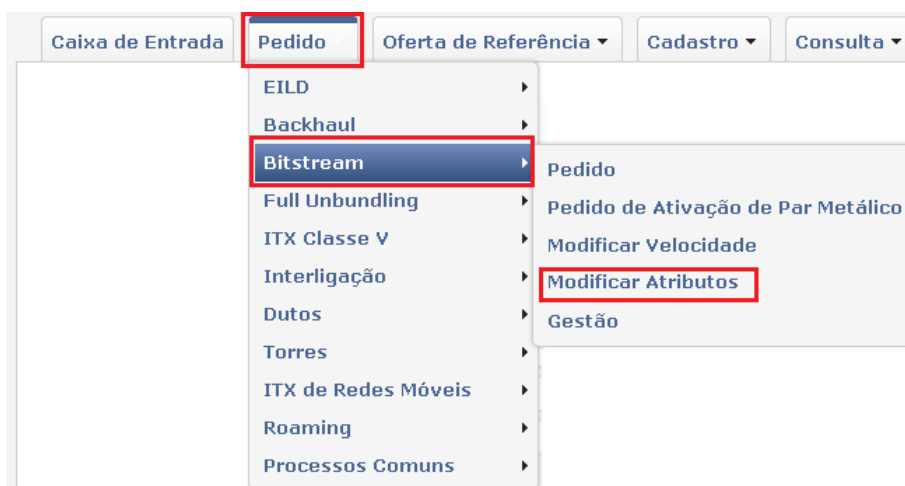 Caixa de Entrada Pedido Oferta de Referência Cadastro Consulta
EILD
Backhaul
Bitstream
Full Unbundling
ITX Classe V
Interligação
Dutos
Torres
ITX de Redes Móveis
Roaming
Processos Comuns
Pedido
Pedido de Ativação de Par Metálico
Modificar Velocidade
Modificar Atributos
Gestão